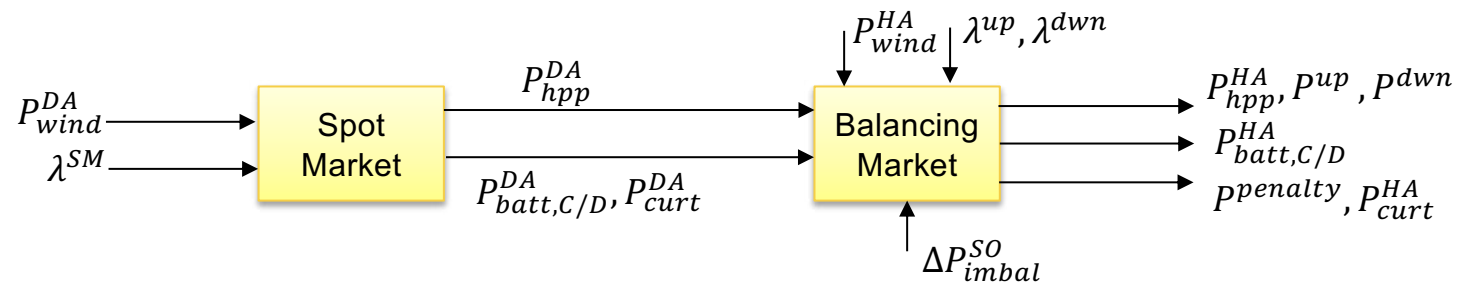 P_{wind}^{HA} λ^{up}, λ^{dwn}
P_{hpp}^{DA}
P_{hpp}^{HA}, P^{up} , P^{dwn}
P_{wind}^{DA}
Spot
Market
Balancing
Market
P_{batt,C/D}^{HA}
λ^{SM}
P_{batt,C/D}^{DA}, P_{curt}^{DA}
P^{penalty}, P_{curt}^{HA}
ΔP_{imbal}^{SO}